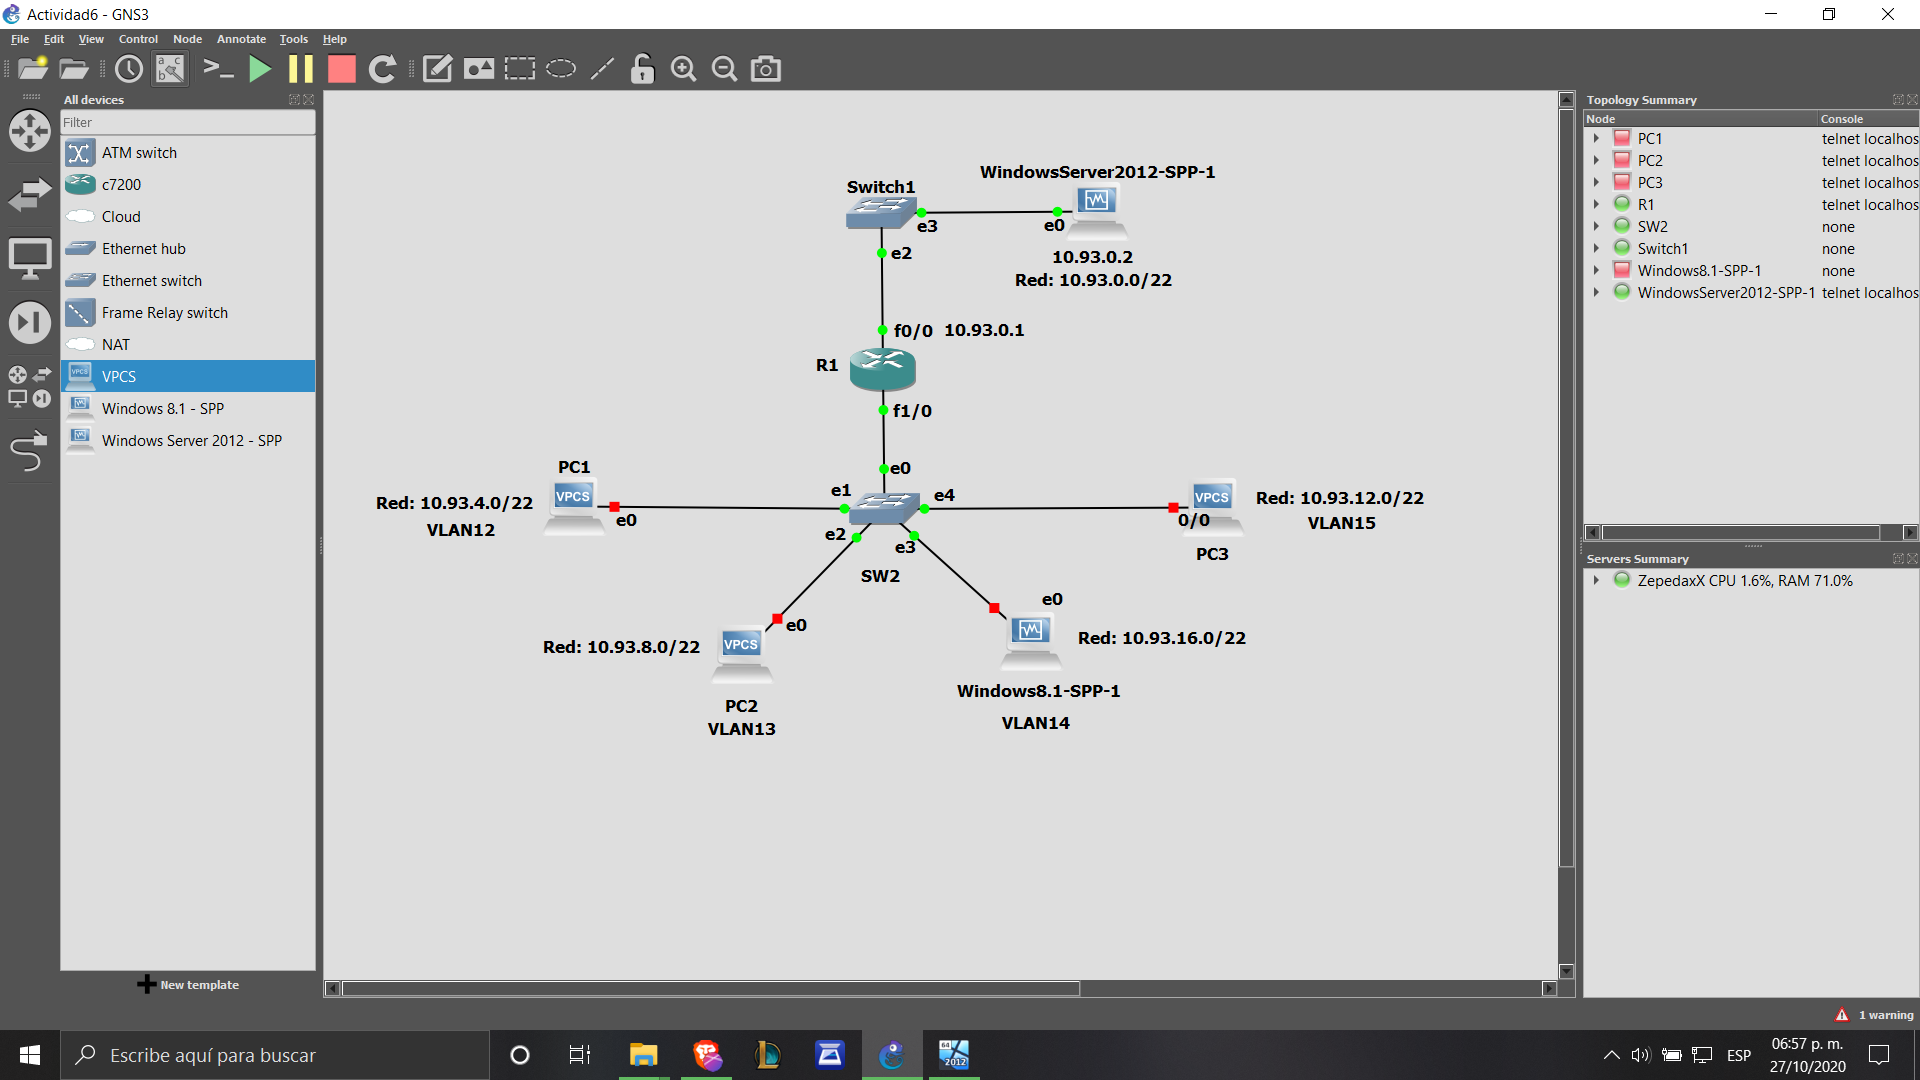 Actividad6 - GNS3
File Edit View Control Node Annotate Tools Help
All devices
Filter
ATM switch
c7200
Cloud
Ethernet hub
Ethernet switch
Frame Relay switch
NAT
VPCS
Windows 8.1 - SPP
Windows Server 2012 - SPP
New template
WindowsServer2012-SPP-1
Switch1
e3
e0
e2
10.93.0.2
Red: 10.93.0.0/22
f0/0 10.93.0.1
R1
f1/0
e0
PC1
e1
e4
VPCS
VPCS
Red: 10.93.4.0/22
VLAN12
e0
0/0
Red: 10.93.12.0/22
VLAN15
e2
e3
PC3
SW2
e0
e0
VPCS
Red: 10.93.8.0/22
Red: 10.93.16.0/22
Windows8.1-SPP-1
PC2
VLAN13
VLAN14
Topology Summary
Node Console
PC1 telnet localhos
PC2 telnet localhos
PC3 telnet localhos
R1 telnet localhos
SW2 none
Switch1 none
Windows8.1-SPP-1 none
WindowsServer2012-SPP-1 telnet localhos
Servers Summary
ZepedaxX CPU 1.6%, RAM 71.0%
1 warning
Escribe aquí para buscar
64
2012
ESP
06:57 p. m.
27/10/2020